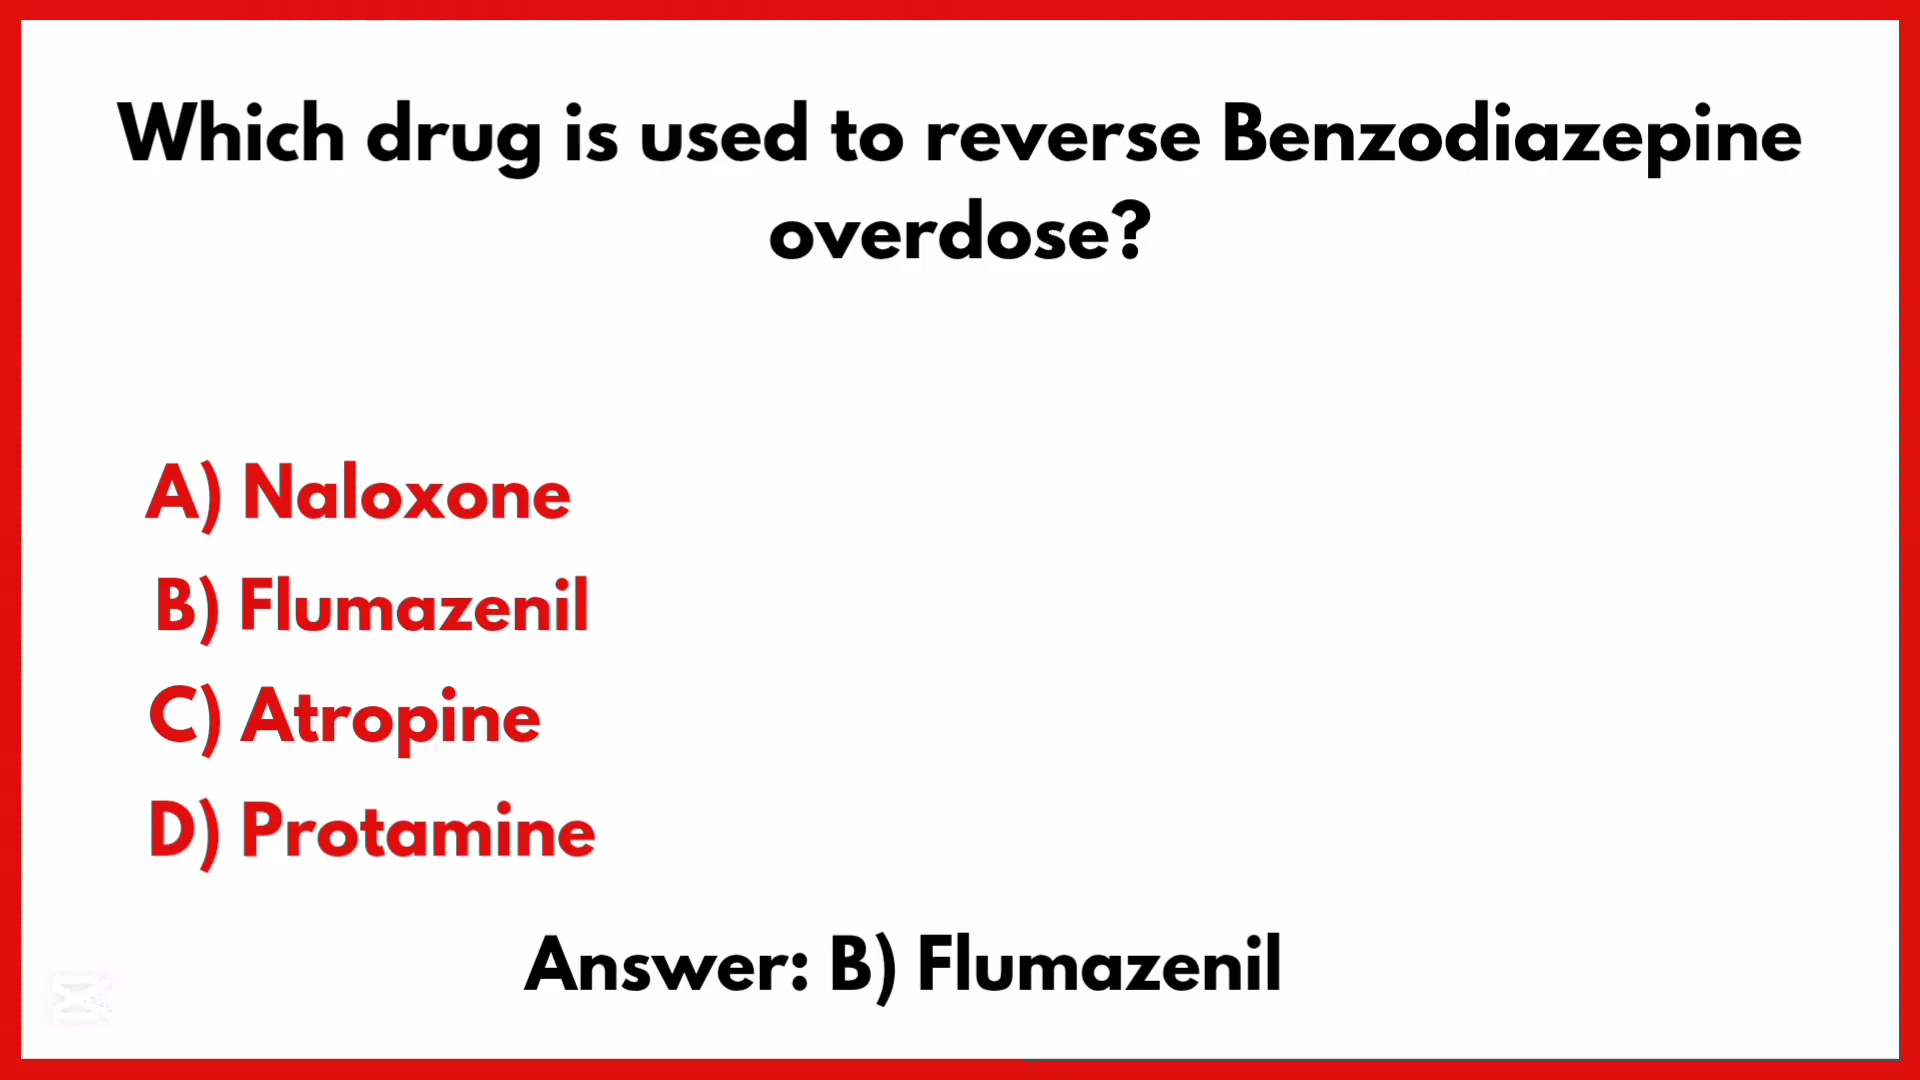 Which drug is used to reverse Benzodiazepine
overdose?
A) Naloxone
B) Flumazenil
C) Atropine
D) Protamine
Answer: B) Flumazenil